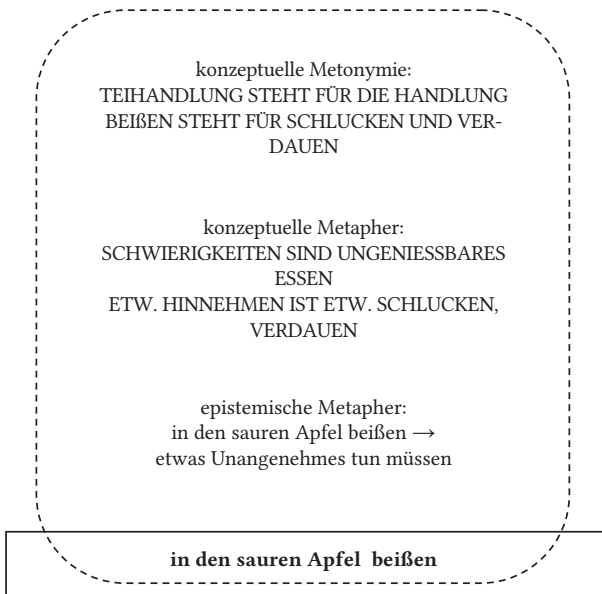 konzeptuelle Metonymie:
TEIHANDLUNG STEHT FÜR DIE HANDLUNG
BEIßEN STEHT FÜR SCHLUCKEN UND VER-
DAUEN
konzeptuelle Metapher:
SCHWIERIGKEITEN SIND UNGENIESSBARES
ESSEN
ETW. HINNEHMEN IST ETW. SCHLUCKEN,
VERDAUEN
epistemische Metapher:
in den sauren Apfel beißen →
etwas Unangenehmes tun müssen
in den sauren Apfel beißen